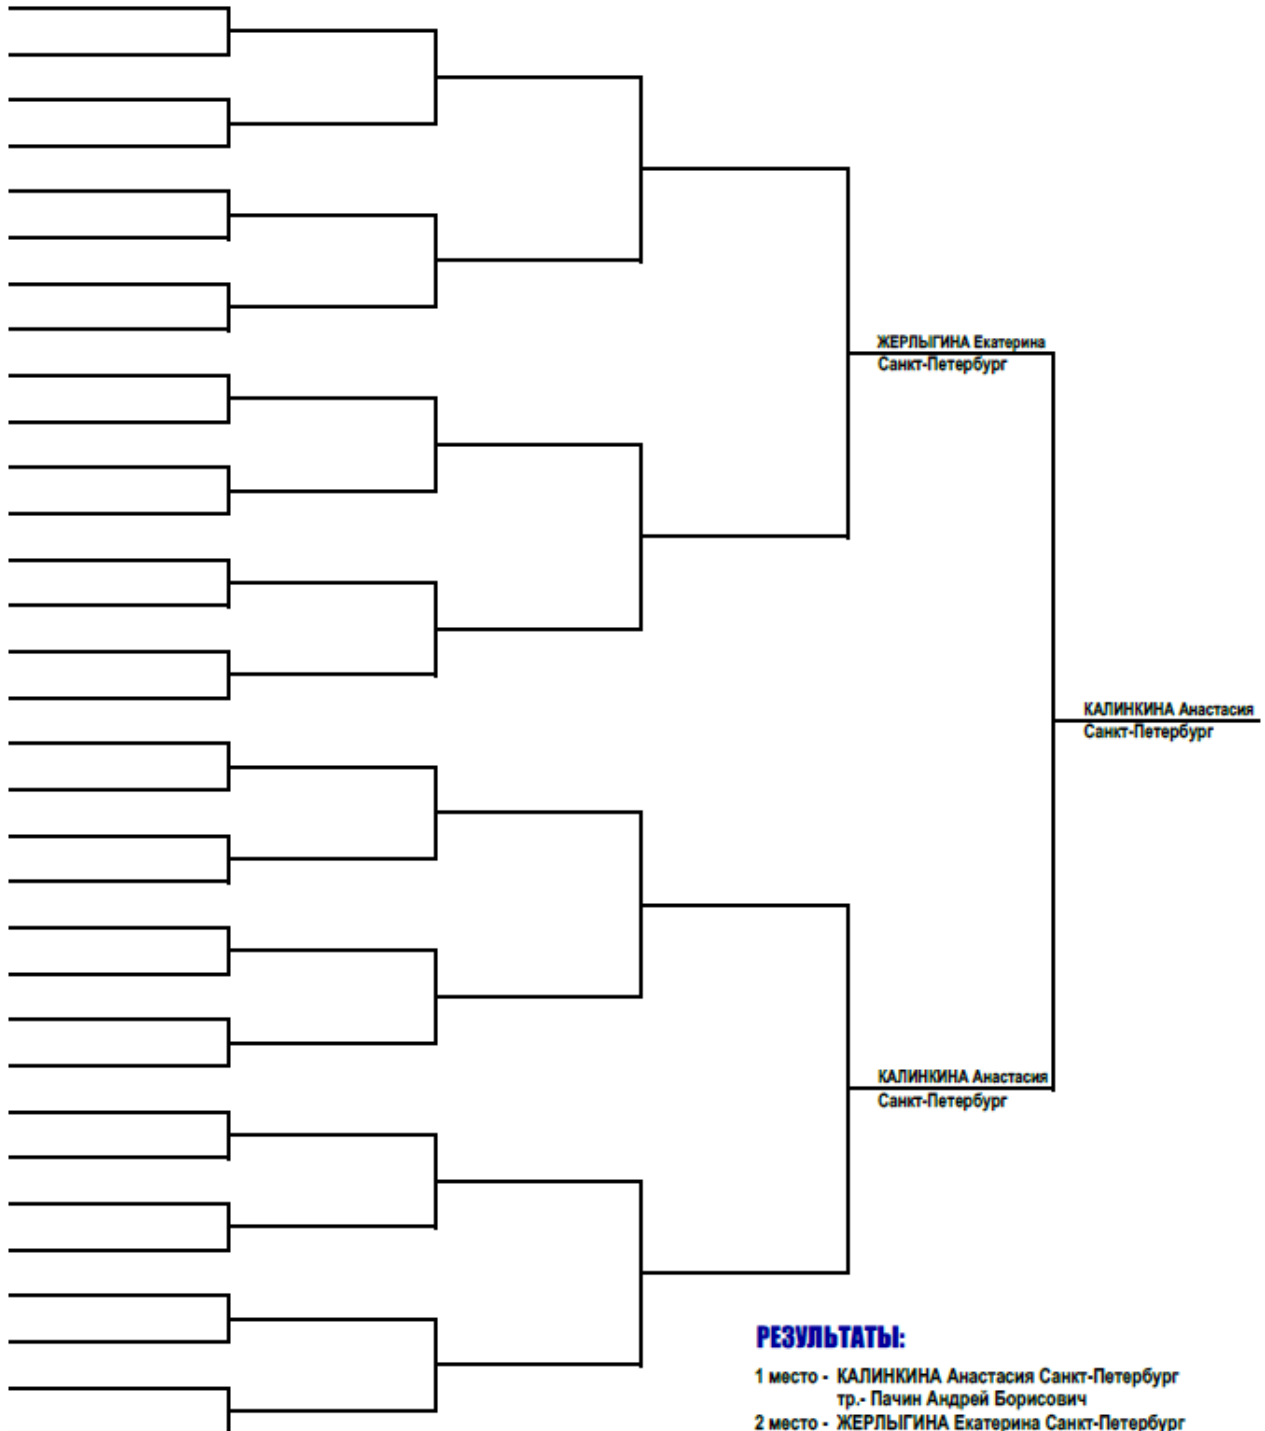 ЖЕРЛЫГИНА Екатерина
Санкт-Петербург
КАЛИНКИНА Анастасия
Санкт-Петербург
КАЛИНКИНА Анастасия
Санкт-Петербург
РЕЗУЛЬТАТЫ:
1 место - КАЛИНКИНА Анастасия Санкт-Петербург
тр.- Пачин Андрей Борисович
2 место - ЖЕРЛЫГИНА Екатерина Санкт-Петербург